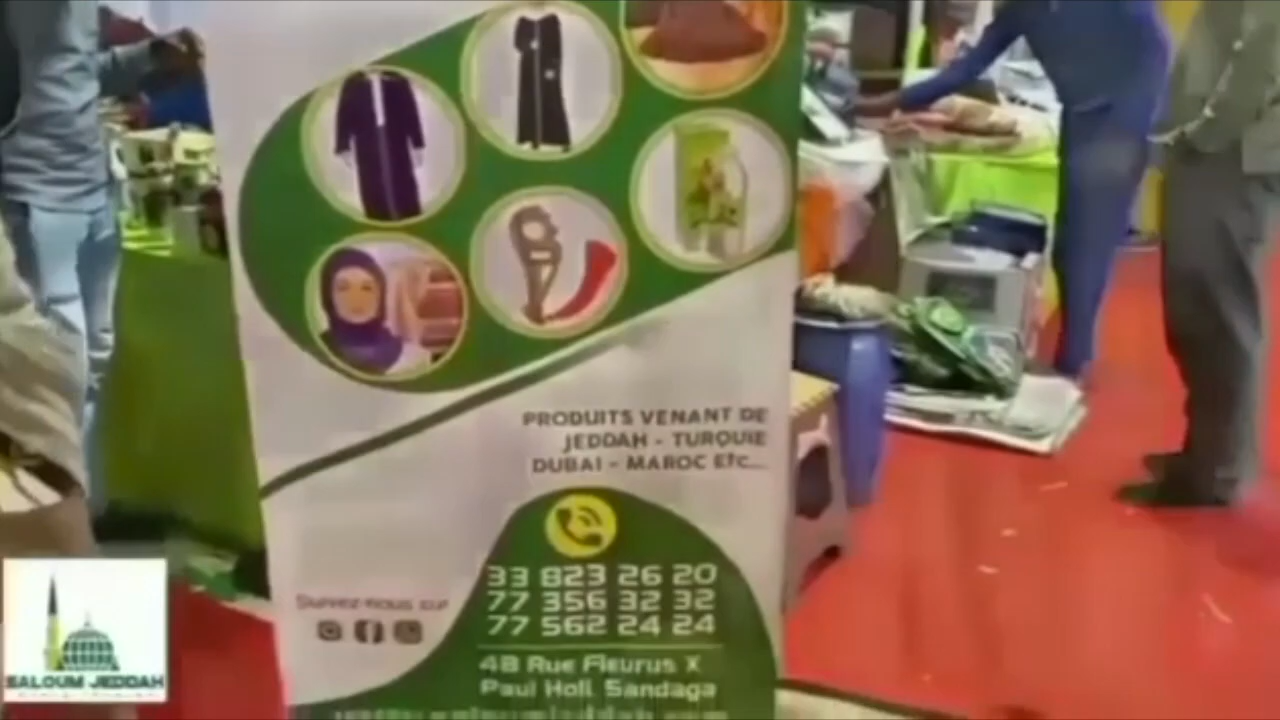 PRODUITS VENANT DE
JEDDAH - TURQUIE
DUBAI - MAROC Etc...
33 823 26 20
77 356 32 32
77 562 24 24
Suivez-nous sur
48 Rue Fleurus X
Paul Holl Sandaga
SALOUM JEDDAH